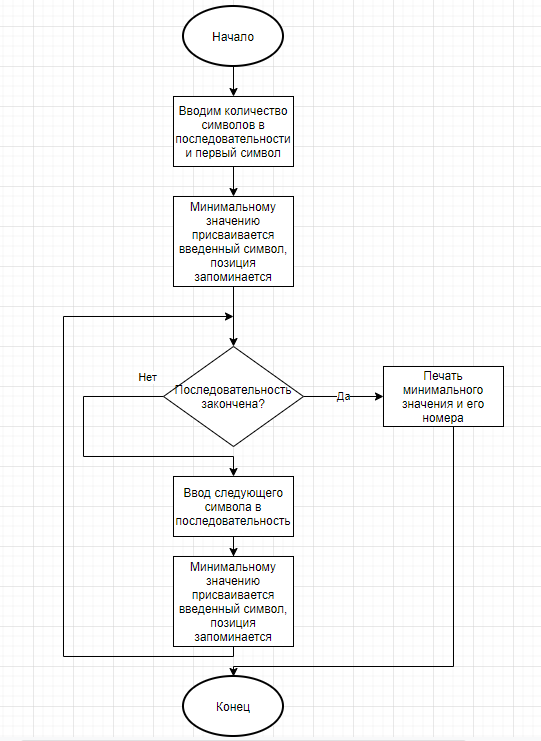 Начало
Вводим количество
символов в
последовательности
и первый символ
Минимальному
значению
присваивается
введенный символ,
позиция
запоминается
Нет
Последовательность
закончена?
Да
Печать
минимального
значения и его
номера
Ввод следующего
символа в
последовательность
Минимальному
значению
присваивается
введенный символ,
позиция
запоминается
Конец